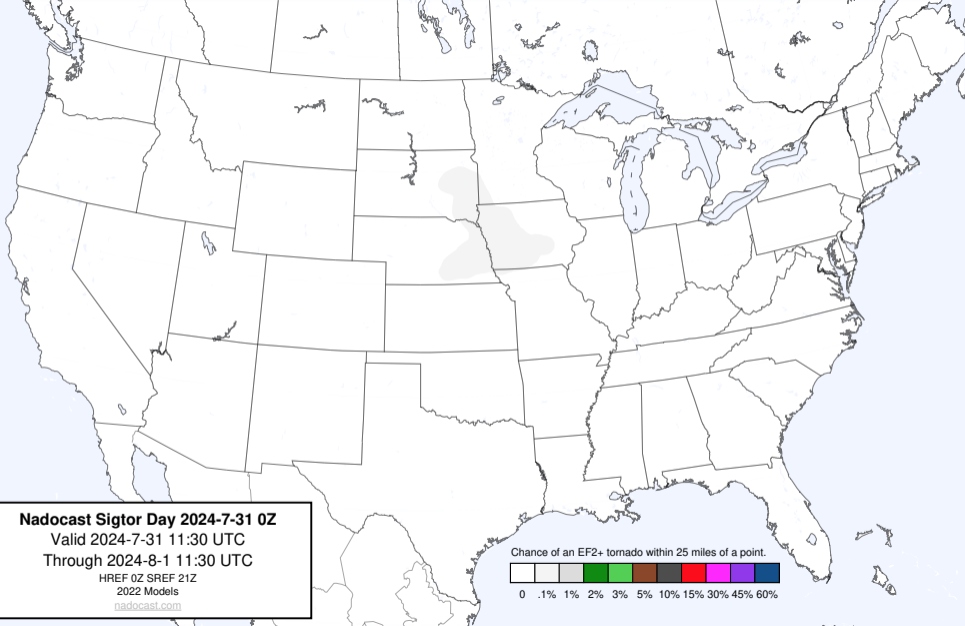 Nadocast Sigtor Day 2024-7-31 0Z
Valid 2024-7-31 11:30 UTC
Through 2024-8-1 11:30 UTC
HREF 0Z SREF 21Z
2022 Models
nadocast.com
Chance of an EF2+ tornado within 25 miles of a point.
0 .1% 1% 2% 3% 5% 10% 15% 30% 45% 60%